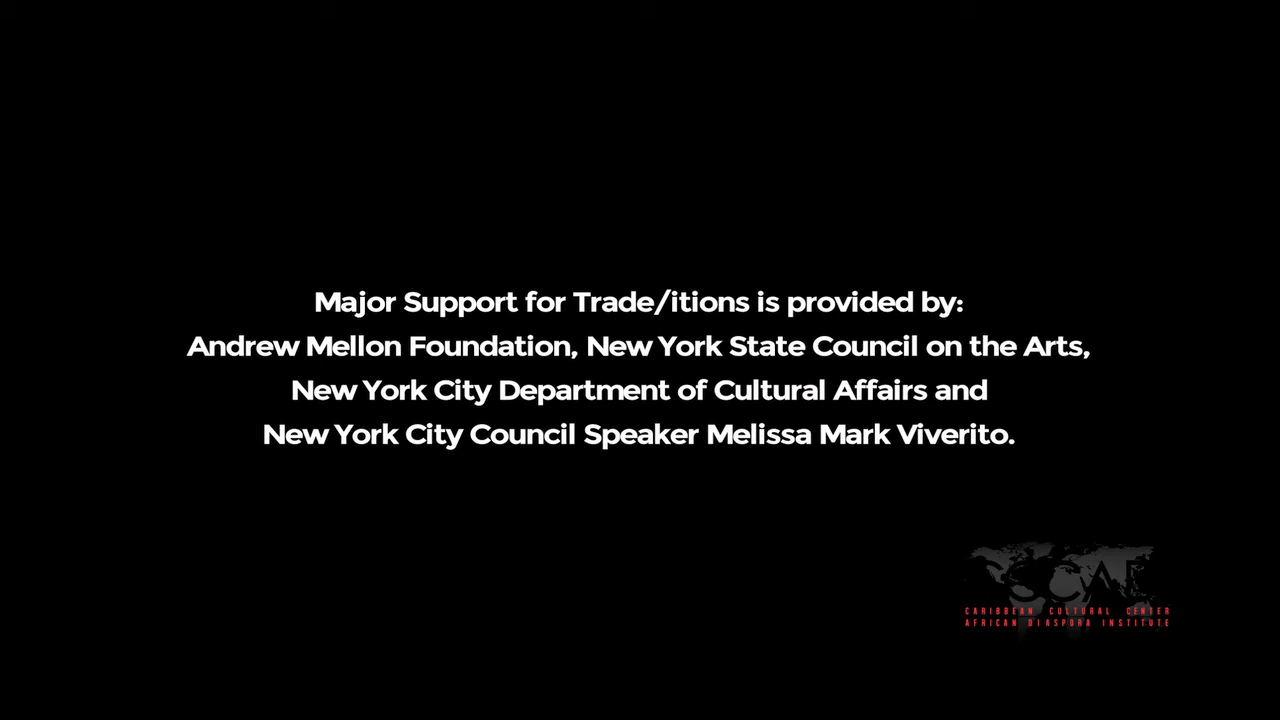 Major Support for Trade/itions is provided by:
Andrew Mellon Foundation, New York State Council on the Arts,
New York City Department of Cultural Affairs and
New York City Council Speaker Melissa Mark Viverito.
CARIBBEAN CULTURAL CENTER
AFRICAN DIASPORA INSTITUTE